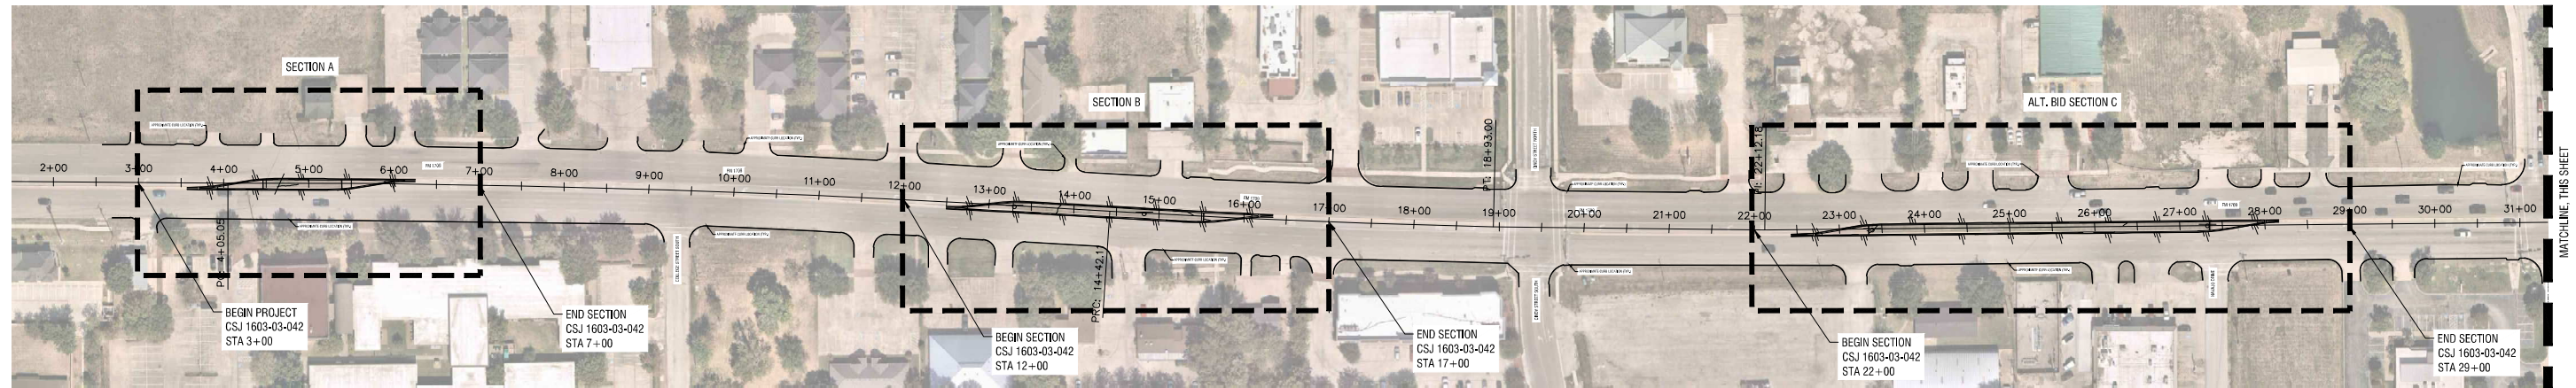 SECTION A
SECTION B
ALT. BID SECTION C
2+00
3+00
4+00
5+00
6+00
7+00
8+00
9+00
10+00
11+00
12+00
13+00
14+00
15+00
16+00
17+00
18+00
19+00
20+00
21+00
22+00
23+00
24+00
25+00
26+00
27+00
28+00
29+00
30+00
31+00
4+05.05
PRC: 14+42.1
PT: 18+93.00
PI: 22+12.18
BEGIN PROJECT
CSJ 1603-03-042
STA 3+00
END SECTION
CSJ 1603-03-042
STA 7+00
BEGIN SECTION
CSJ 1603-03-042
STA 12+00
END SECTION
CSJ 1603-03-042
STA 17+00
BEGIN SECTION
CSJ 1603-03-042
STA 22+00
END SECTION
CSJ 1603-03-042
STA 29+00
MATCHLINE, THIS SHEET